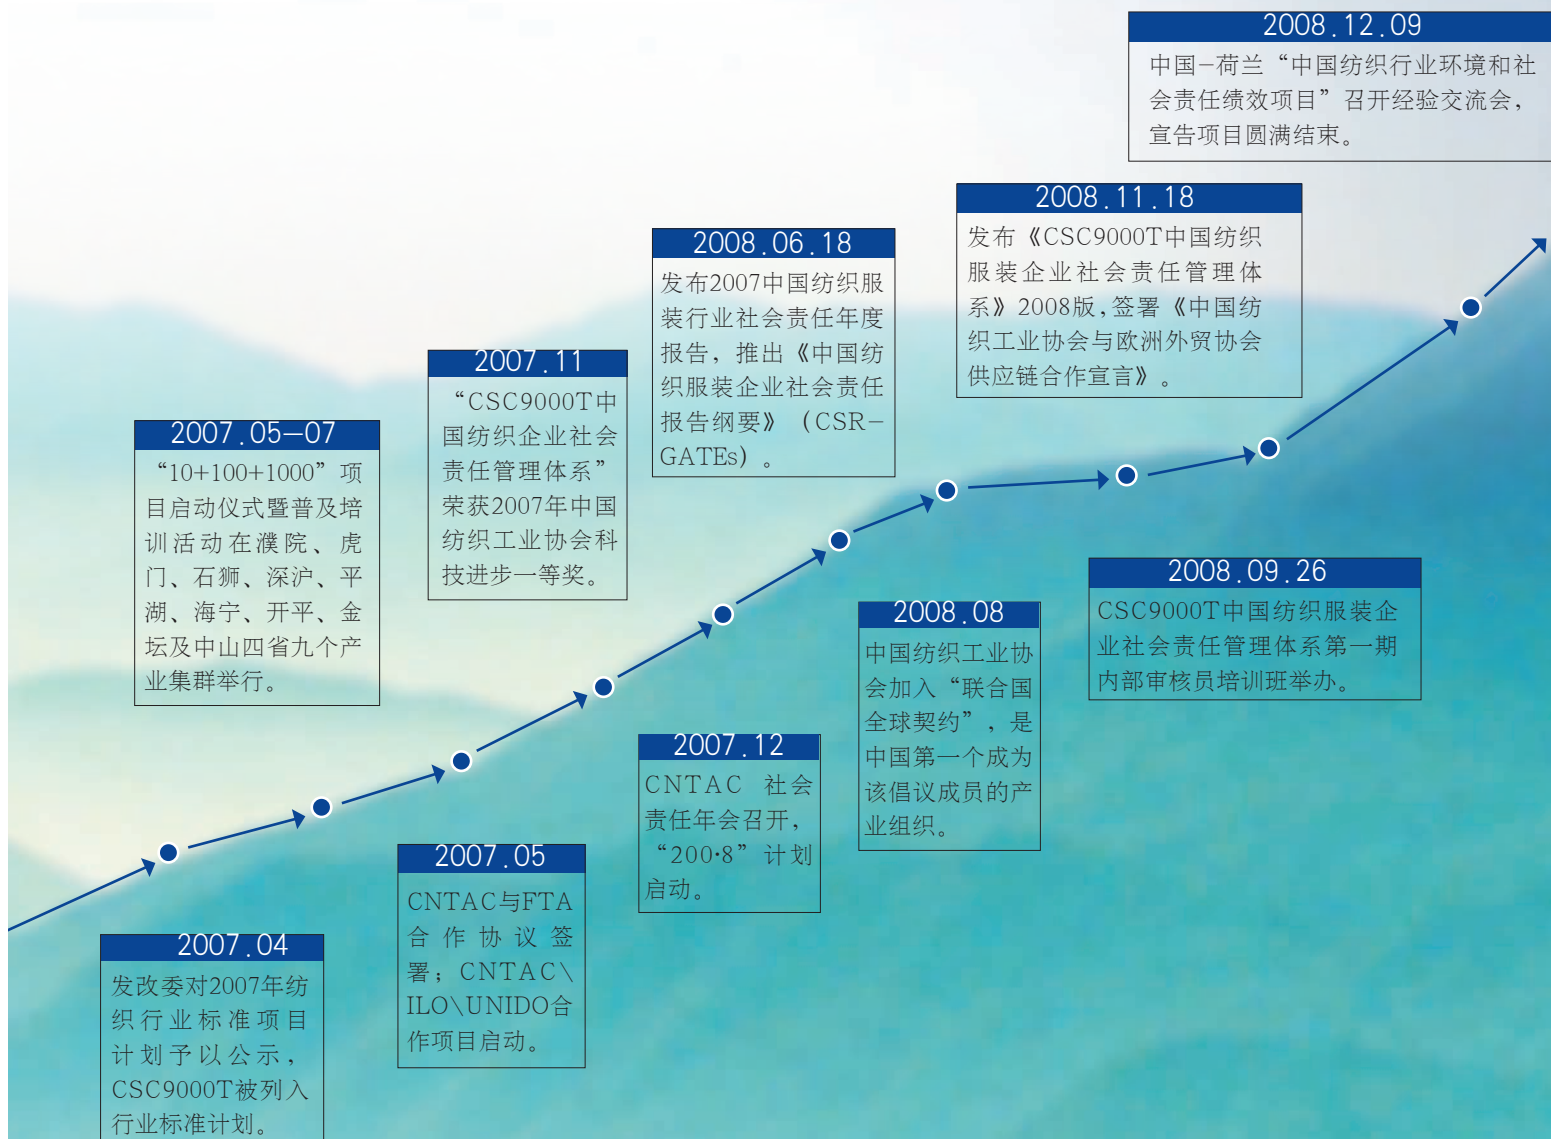 2008.12.09
中国-荷兰“中国纺织行业环境和社
会责任绩效项目”召开经验交流会，
宣告项目圆满结束。
2008.11.18
发布《CSC9000T中国纺织
服装企业社会责任管理体
系》2008版,签署《中国纺
织工业协会与欧洲外贸协会
供应链合作宣言》。
2008.06.18
发布2007中国纺织服
装行业社会责任年度
报告，推出《中国纺
织服装企业社会责任
报告纲要》（CSR-
GATEs）。
2007.11
“CSC9000T中
国纺织企业社会
责任管理体系”
荣获2007年中国
纺织工业协会科
技进步一等奖。
2007.05-07
“10+100+1000”项
目启动仪式暨普及培
训活动在濮院、虎
门、石狮、深沪、平
湖、海宁、开平、金
坛及中山四省九个产
业集群举行。
2008.09.26
CSC9000T中国纺织服装企
业社会责任管理体系第一期
内部审核员培训班举办。
2008.08
中国纺织工业协
会加入“联合国
全球契约”，是
中国第一个成为
该倡议成员的产
业组织。
2007.12
CNTAC 社会
责任年会召开，
“200·8”计划
启动。
2007.05
CNTAC与FTA
合作协议签
署；CNTAC\
ILO\UNIDO合
作项目启动。
2007.04
发改委对2007年纺
织行业标准项目
计划予以公示，
CSC9000T被列入
行业标准计划。